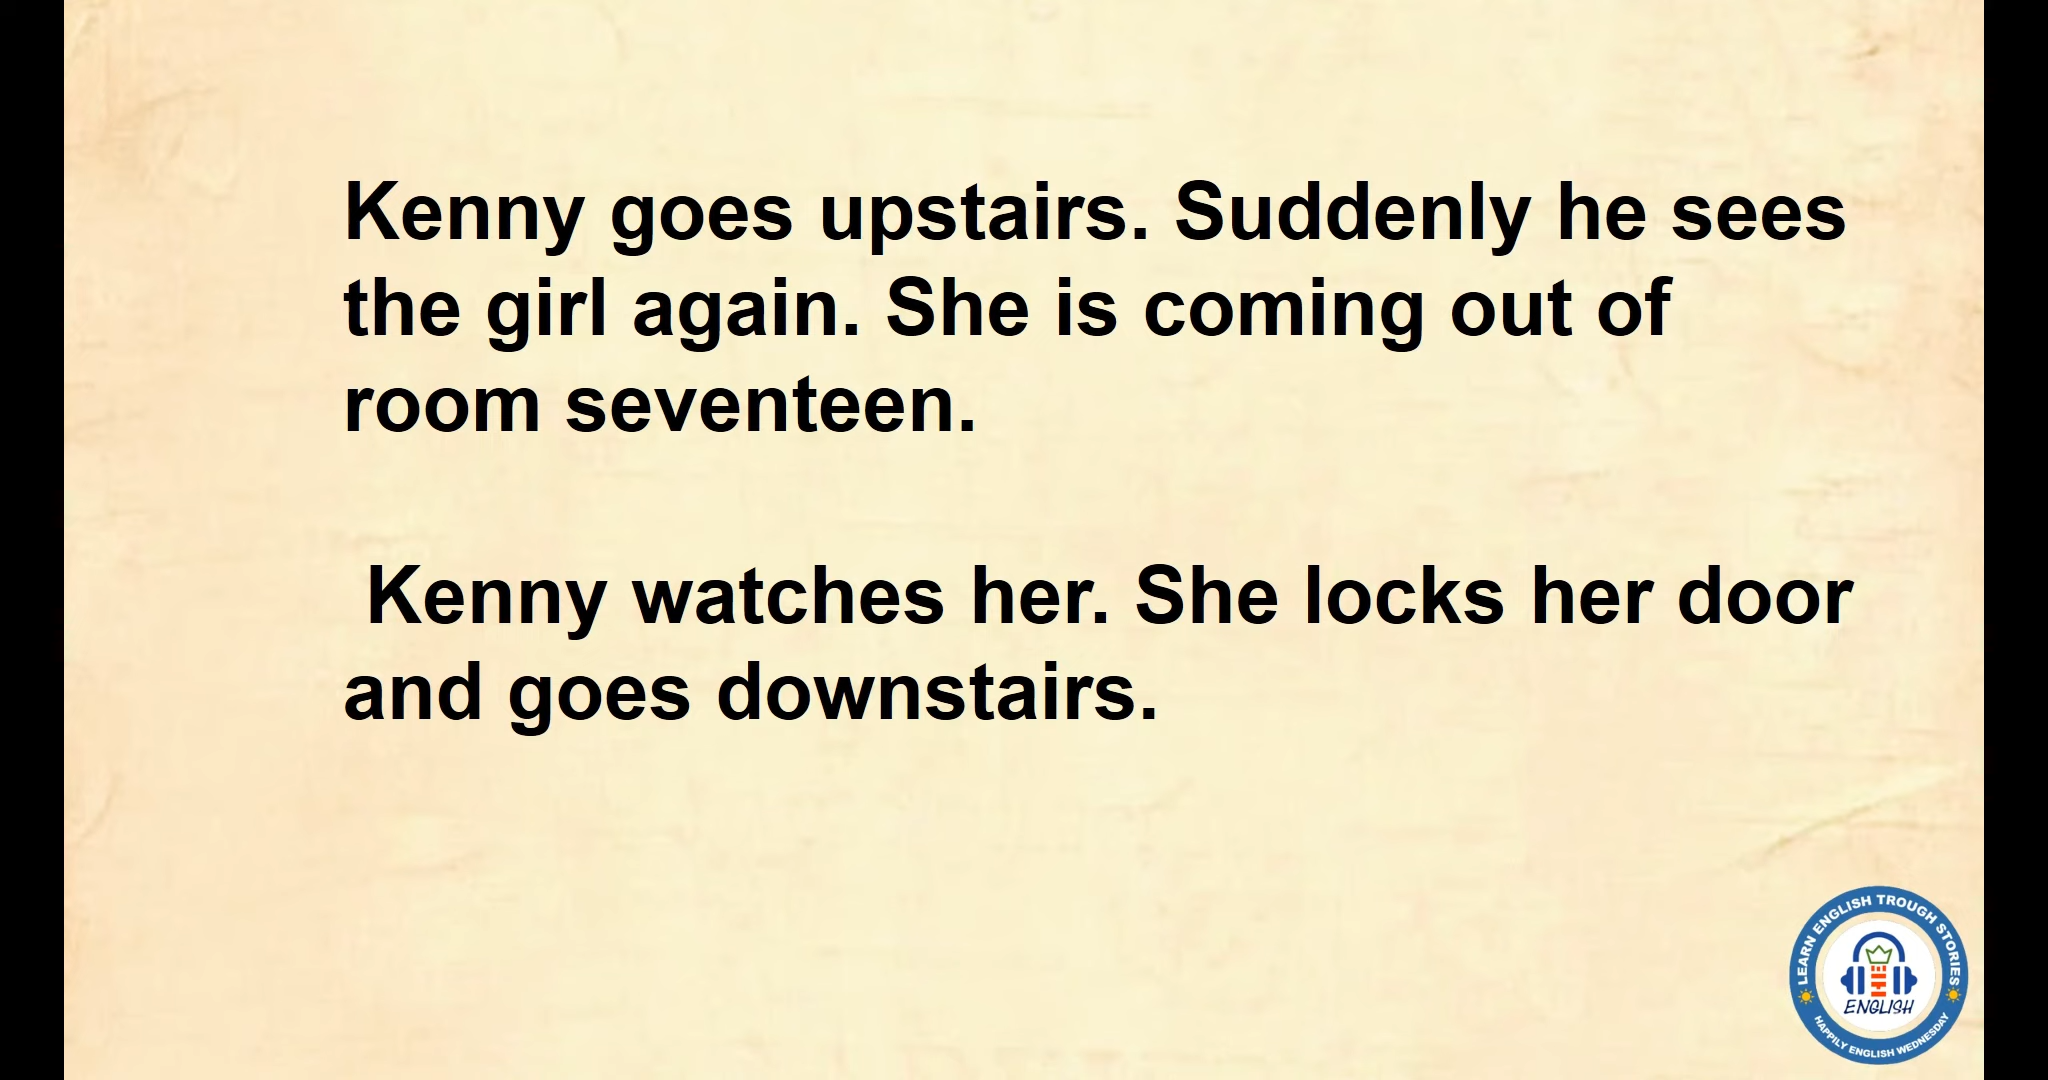 Kenny goes upstairs. Suddenly he sees
the girl again. She is coming out of
room seventeen.
Kenny watches her. She locks her door
and goes downstairs.
LEARN ENGLISH TROUGH STORIES
ENGLISH
HAPPILY ENGLISH WEDNESDAY